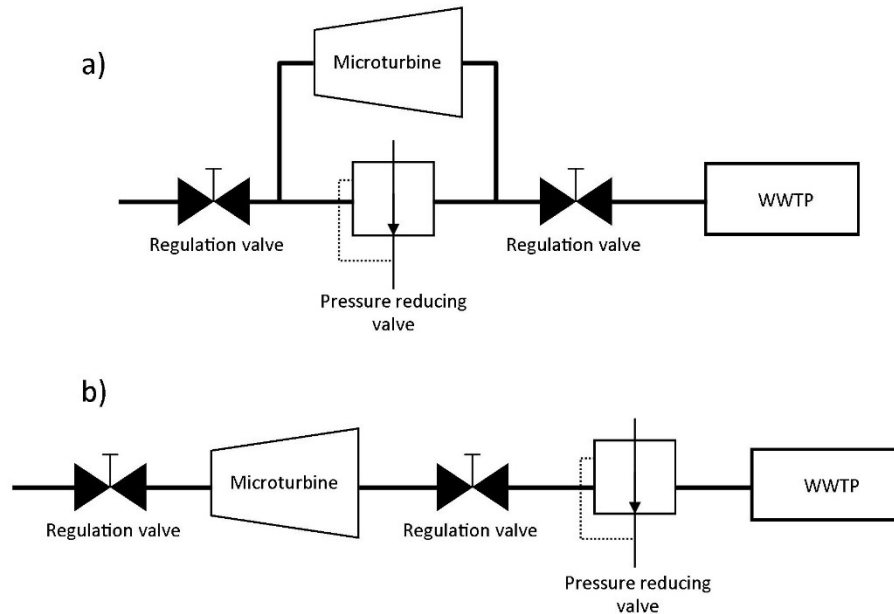 a)
Microturbine
Regulation valve
Pressure reducing
valve
Regulation valve
WWTP
b)
Regulation valve
Microturbine
Regulation valve
Pressure reducing
valve
WWTP